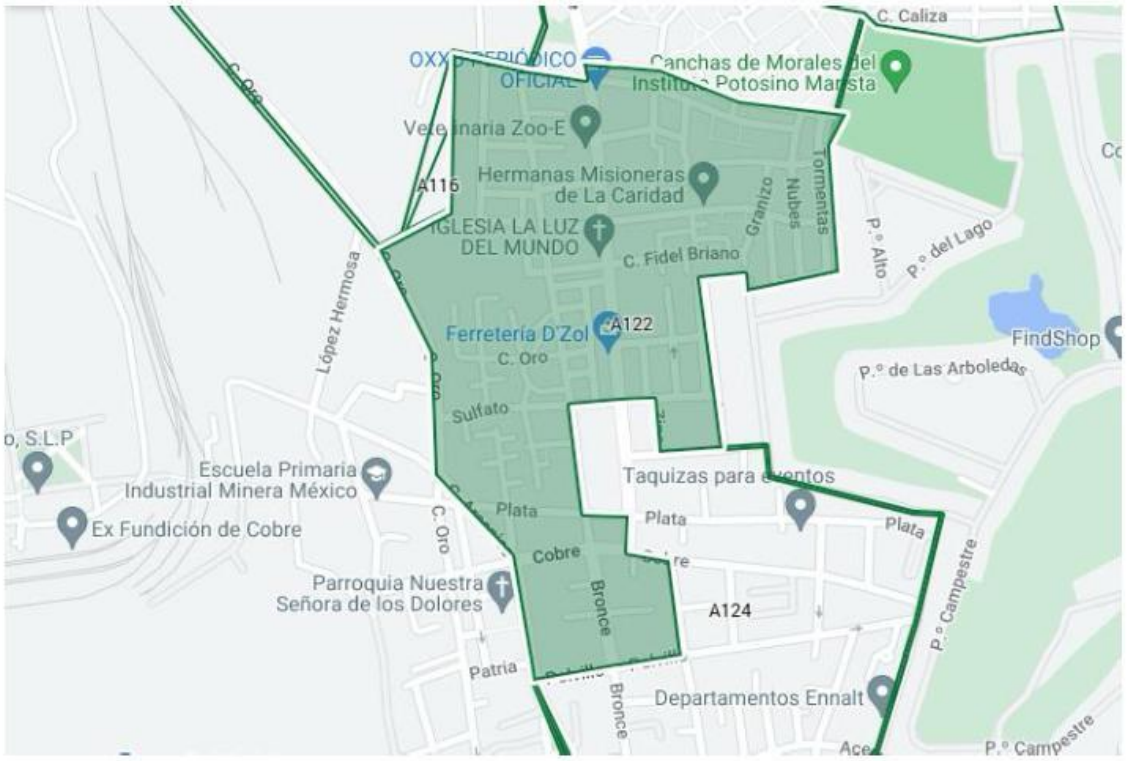 C. Caliza
C. Oro
OXXO PERIÓDICO
OFICIAL
Canchas de Morales del
Instituto Potosino Marista
Veterinaria Zoo-E
A116
Hermanas Misioneras
de La Caridad
Granizo
Nubes
Tormentas
IGLESIA LA LUZ
DEL MUNDO
C. Fidel Briano
P.º Alto
P.º del Lago
C. Oro
López Hermosa
Ferretería D'Zol
A122
FindShop
C. Oro
C. Oro
P.º de Las Arboledas
Sulfato
o, S.L.P
Escuela Primaria
Industrial Minera México
Taquizas para eventos
Ex Fundición de Cobre
C. Oro
Plata
Plata
Plata
Cobre
Parroquia Nuestra
Señora de los Dolores
Bronce
A124
P.º Campestre
Patria
Bronce
Departamentos Ennalt
P.º Campestre